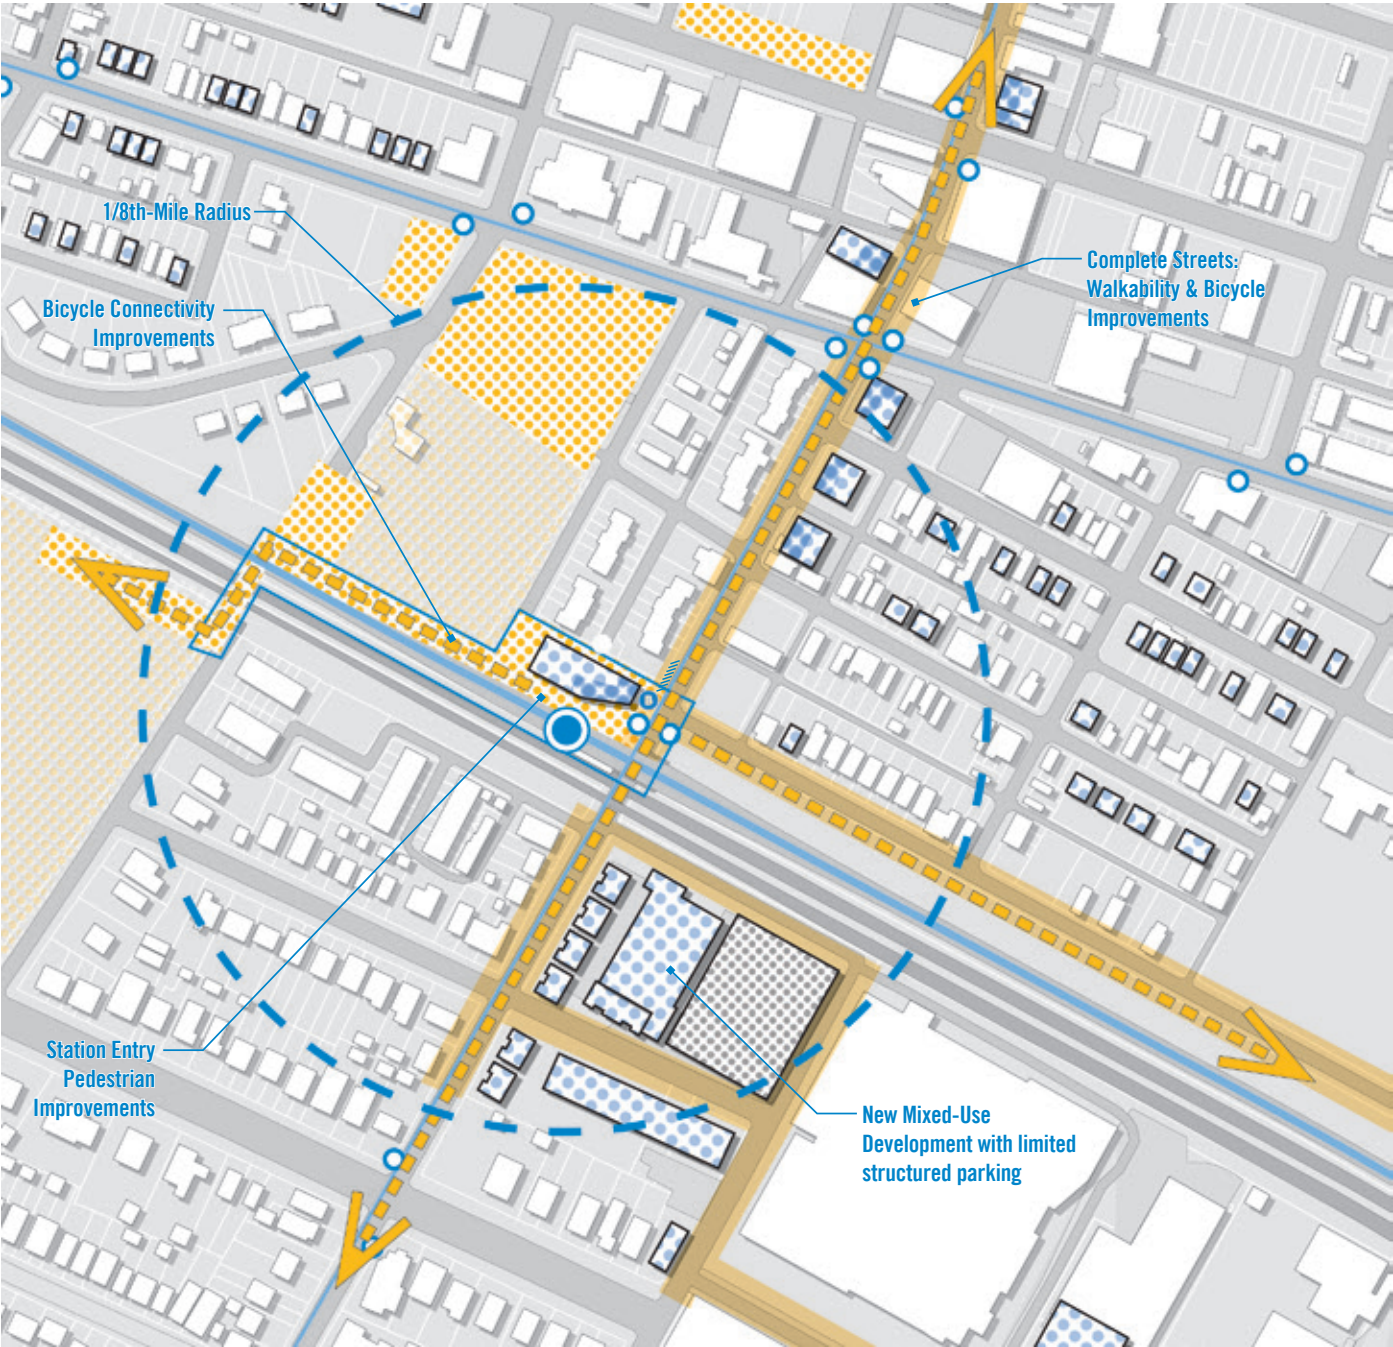 1/8th-Mile Radius
Complete Streets:
Walkability & Bicycle
Improvements
Bicycle Connectivity
Improvements
Station Entry
Pedestrian
Improvements
New Mixed-Use
Development with limited
structured parking